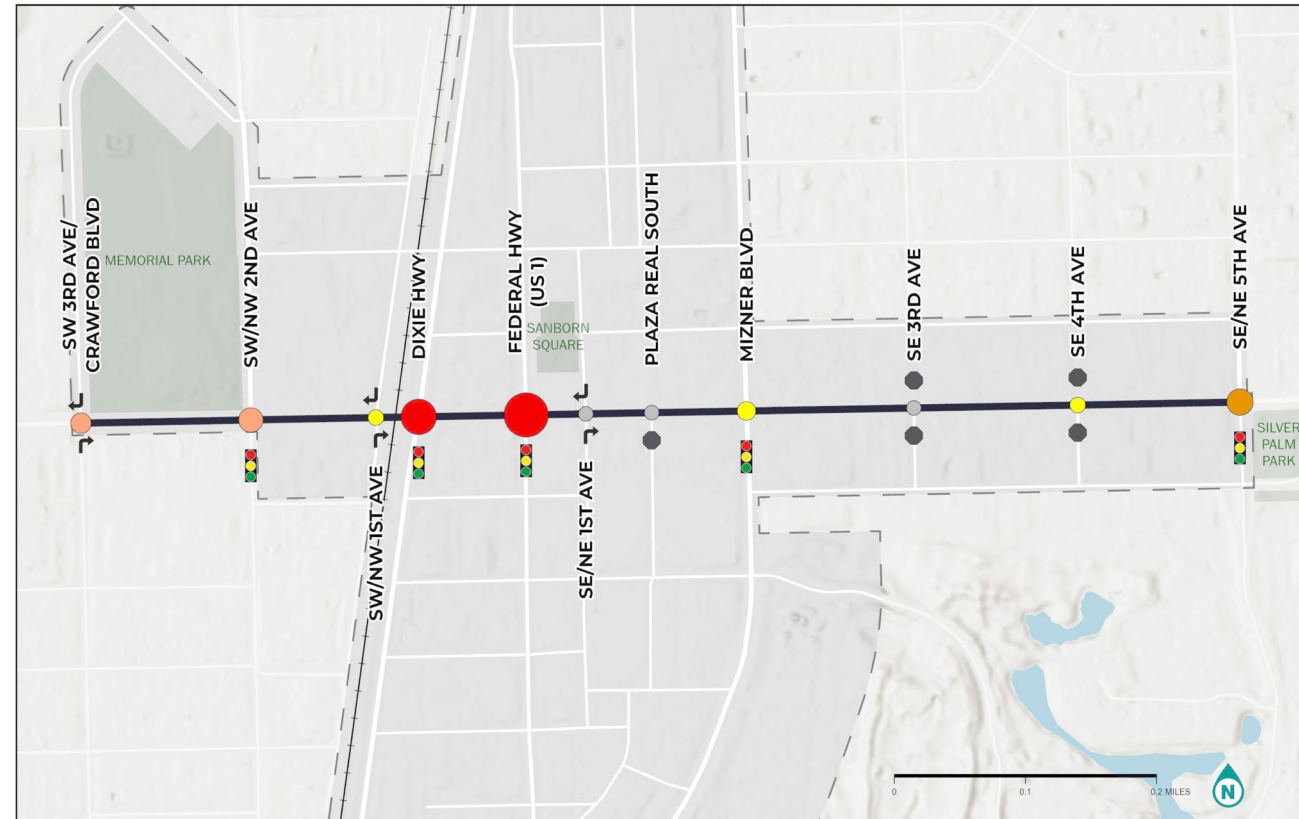 SW 3RD AVE/
CRAWFORD BLVD
MEMORIAL PARK
SW/NW 2ND AVE
SW/NW 1ST AVE
DIXIE HWY
FEDERAL HWY
(US 1)
SANBORN
SQUARE
SE/NE 1ST AVE
PLAZA REAL SOUTH
MIZNER BLVD
SE 3RD AVE
SE 4TH AVE
SE/NE 5TH AVE
SILVER
PALM
PARK
0
0.1
0.2 MILES
N